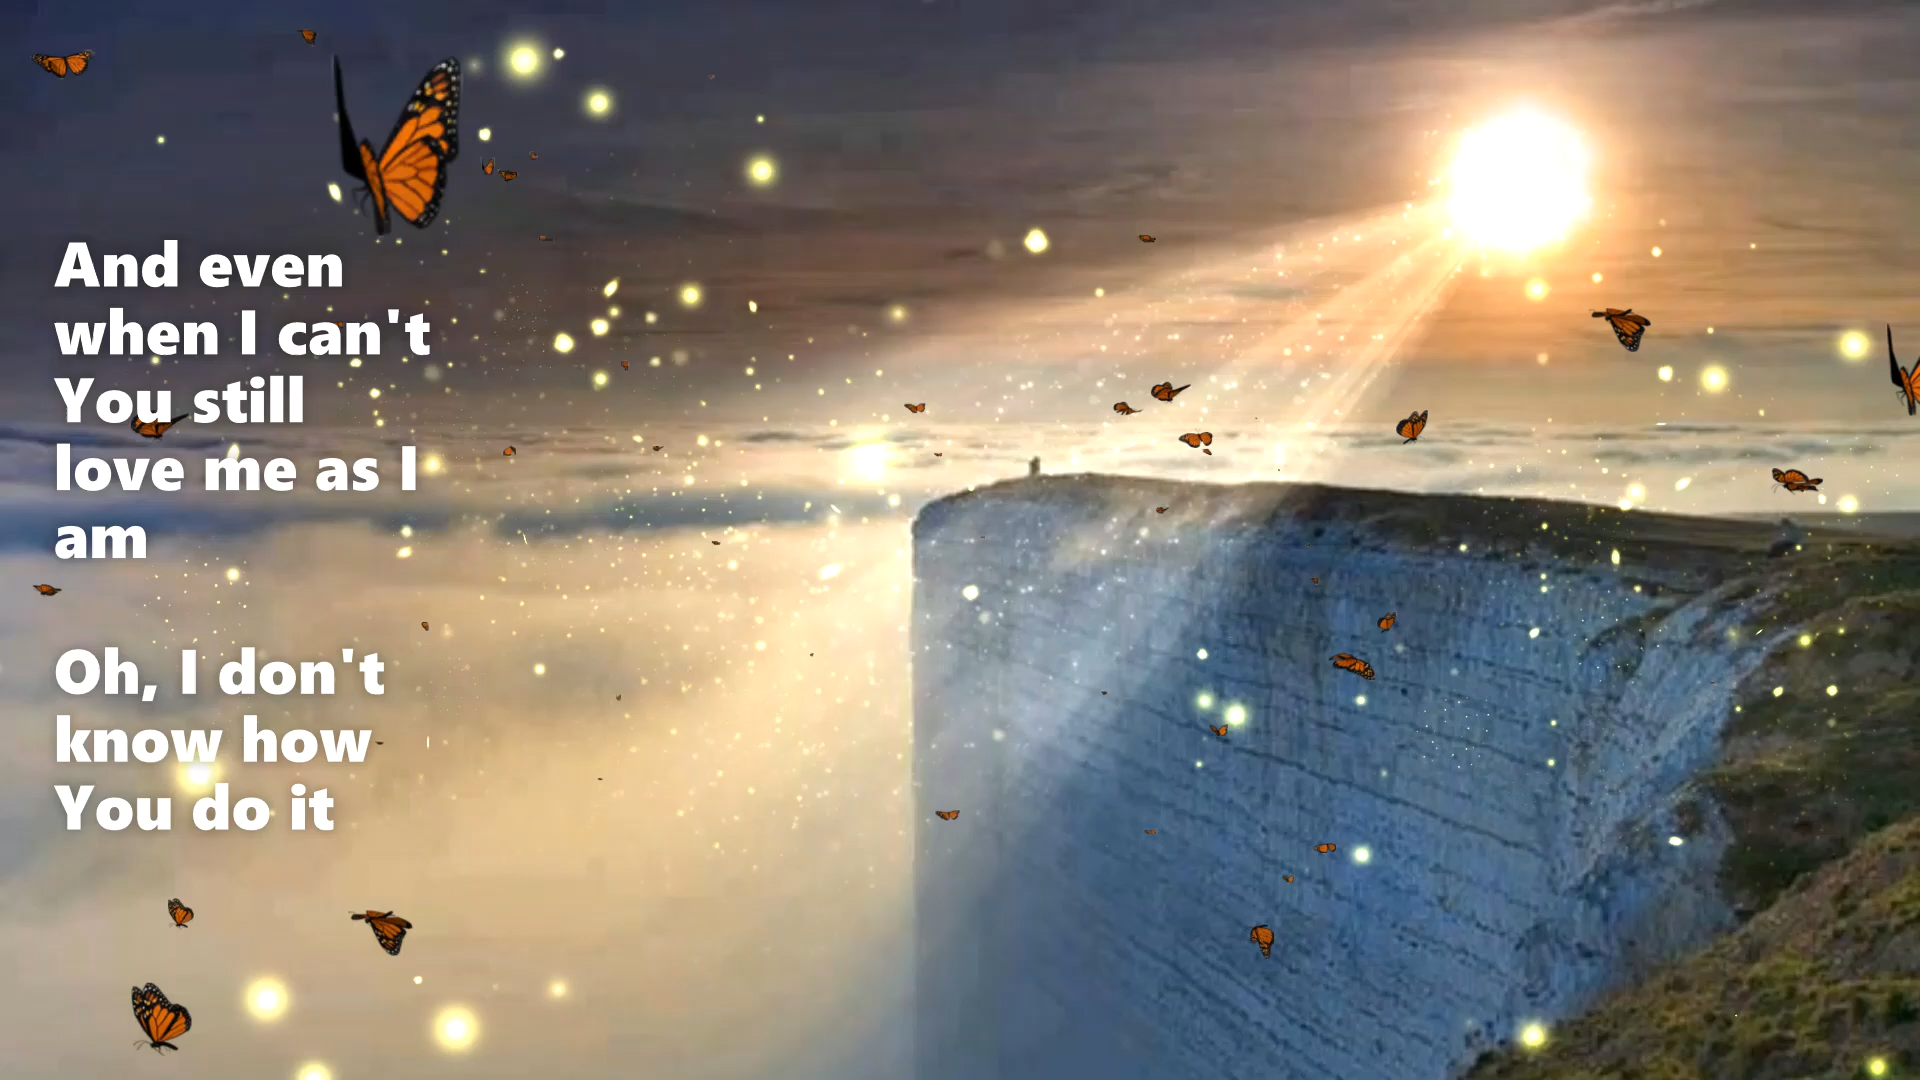 And even
when I can't
You still
love me as I
am
Oh, I don't
know how
You do it